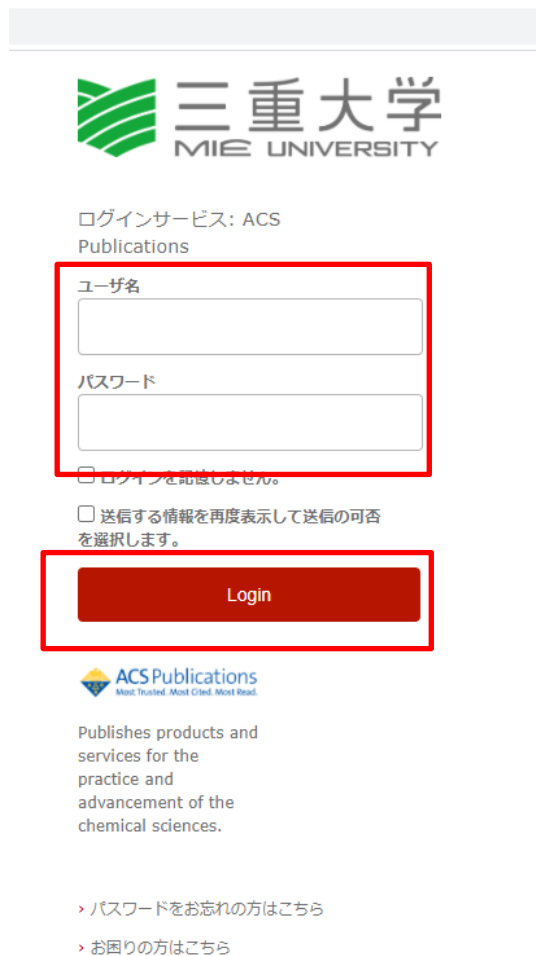 三重大学
MIE UNIVERSITY
ログインサービス: ACS
Publications
ユーザ名
パスワード
ログインを記憶しません。
送信する情報を再度表示して送信の可否
を選択します。
Login
ACS Publications
Most Trusted. Most Cited. Most Read.
Publishes products and
services for the
practice and
advancement of the
chemical sciences.
› パスワードをお忘れの方はこちら
› お困りの方はこちら